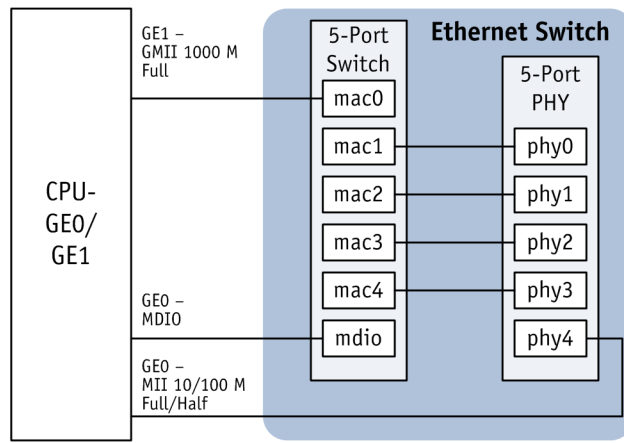 GE1 –
GMII 1000 M
Full
5-Port
Switch
Ethernet Switch
5-Port
PHY
mac0
mac1
phy0
mac2
phy1
CPU-
GE0/
GE1
mac3
phy2
mac4
phy3
GE0 –
MDIO
mdio
phy4
GE0 –
MII 10/100 M
Full/Half